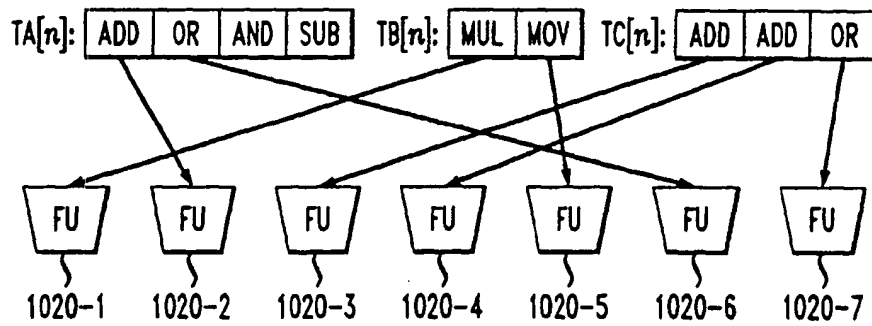 TA[n]: ADD OR AND SUB TB[n]: MUL MOV TC[n]: ADD ADD OR
FU FU FU FU FU FU FU
1020-1 1020-2 1020-3 1020-4 1020-5 1020-6 1020-7